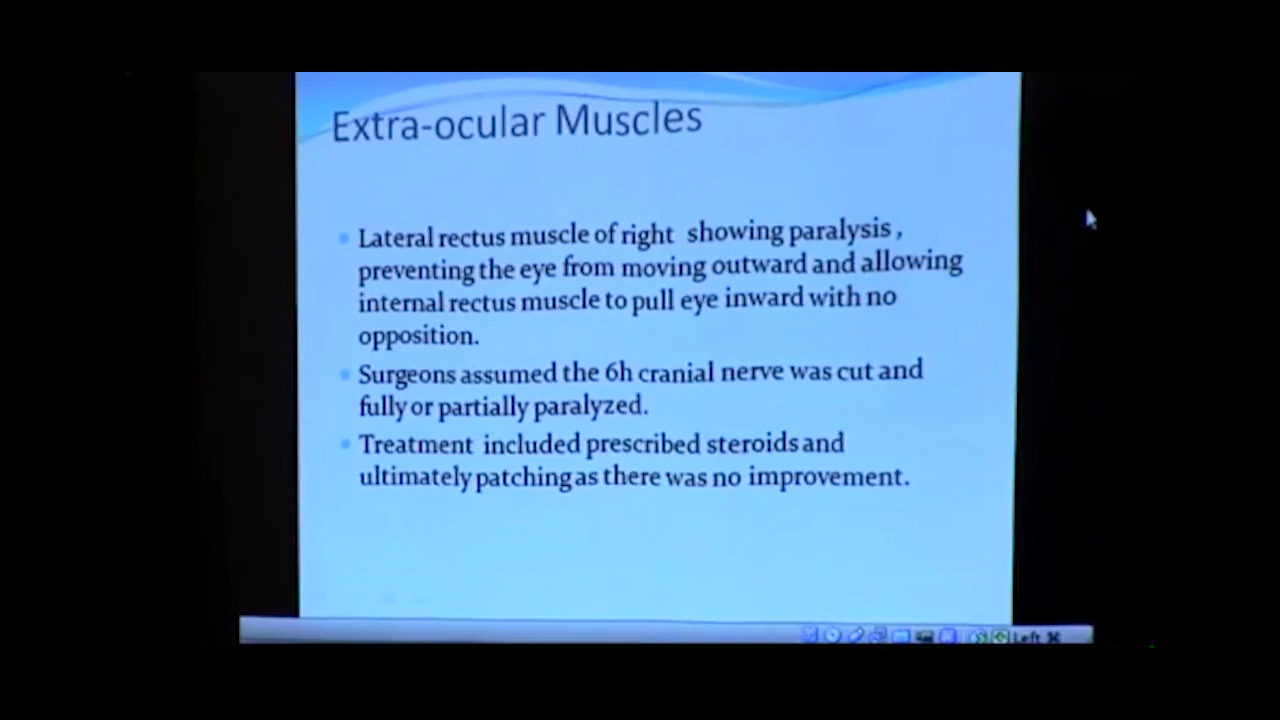 Extra-ocular Muscles
Lateral rectus muscle of right showing paralysis ,
preventing the eye from moving outward and allowing
internal rectus muscle to pull eye inward with no
opposition.
Surgeons assumed the 6h cranial nerve was cut and
fully or partially paralyzed.
Treatment included prescribed steroids and
ultimately patching as there was no improvement.
Left ⌘